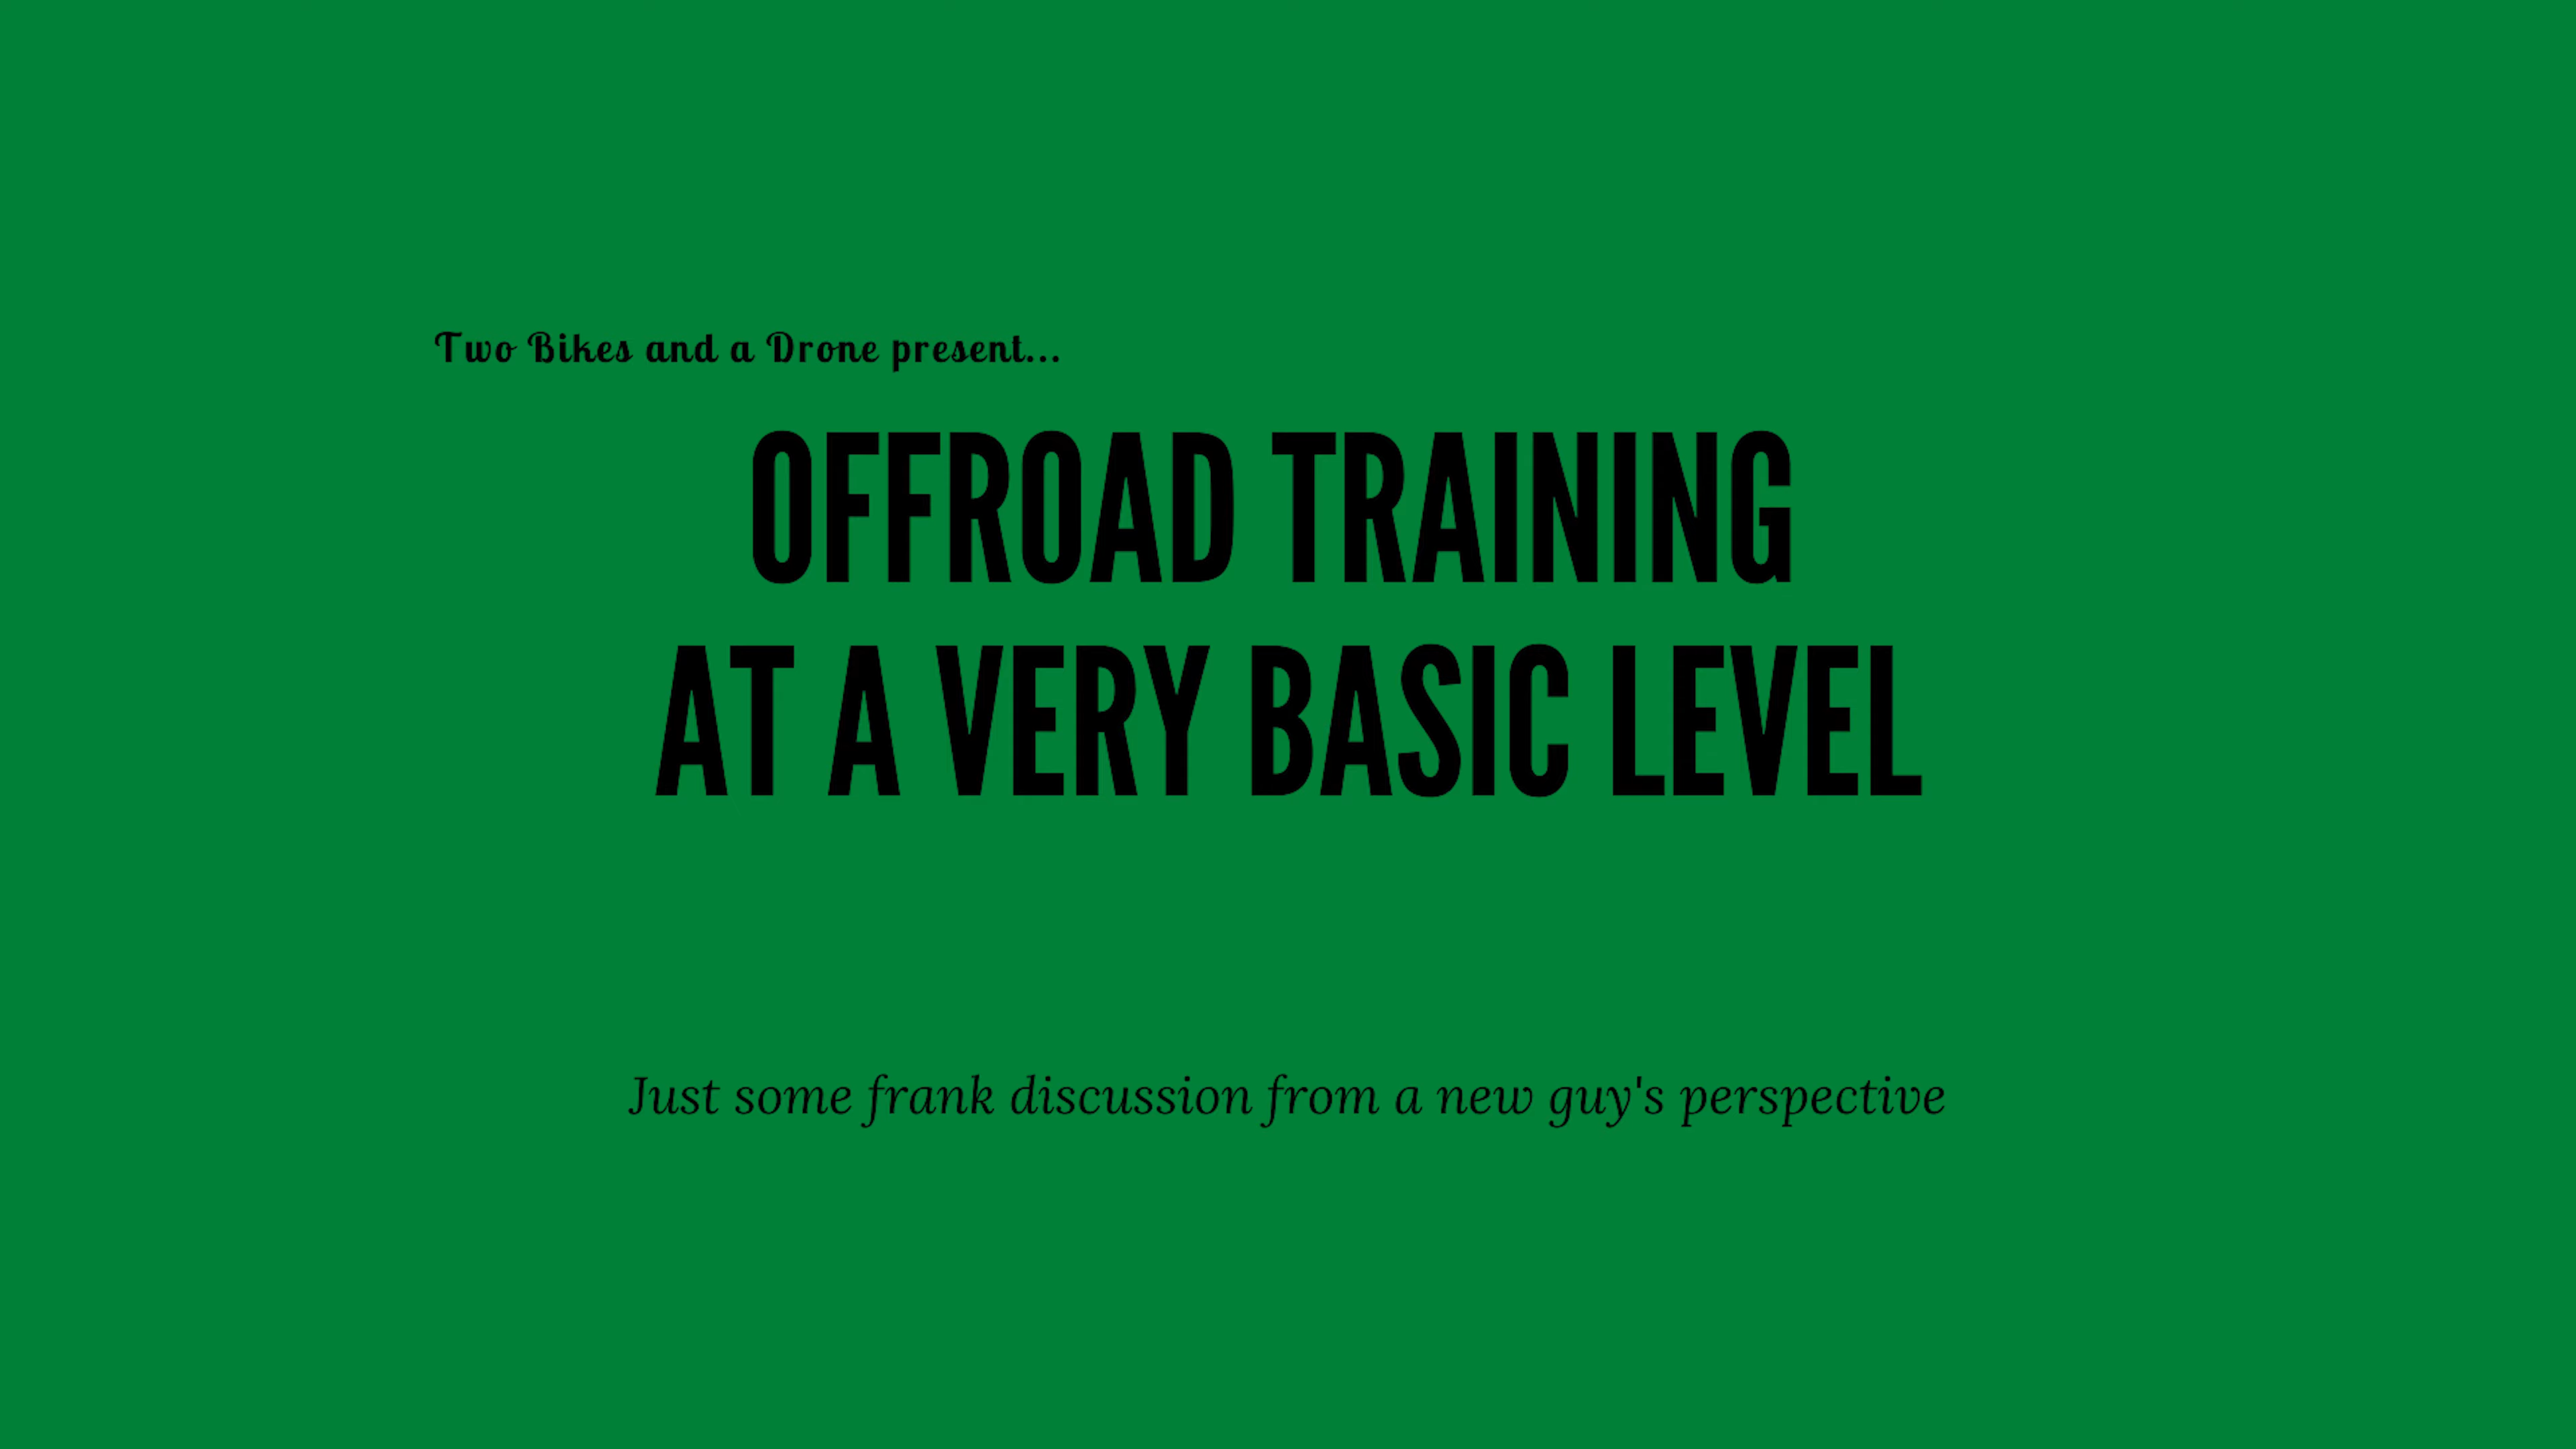 Two Bikes and a Drone present...
OFFROAD TRAINING
AT A VERY BASIC LEVEL
Just some frank discussion from a new guy's perspective